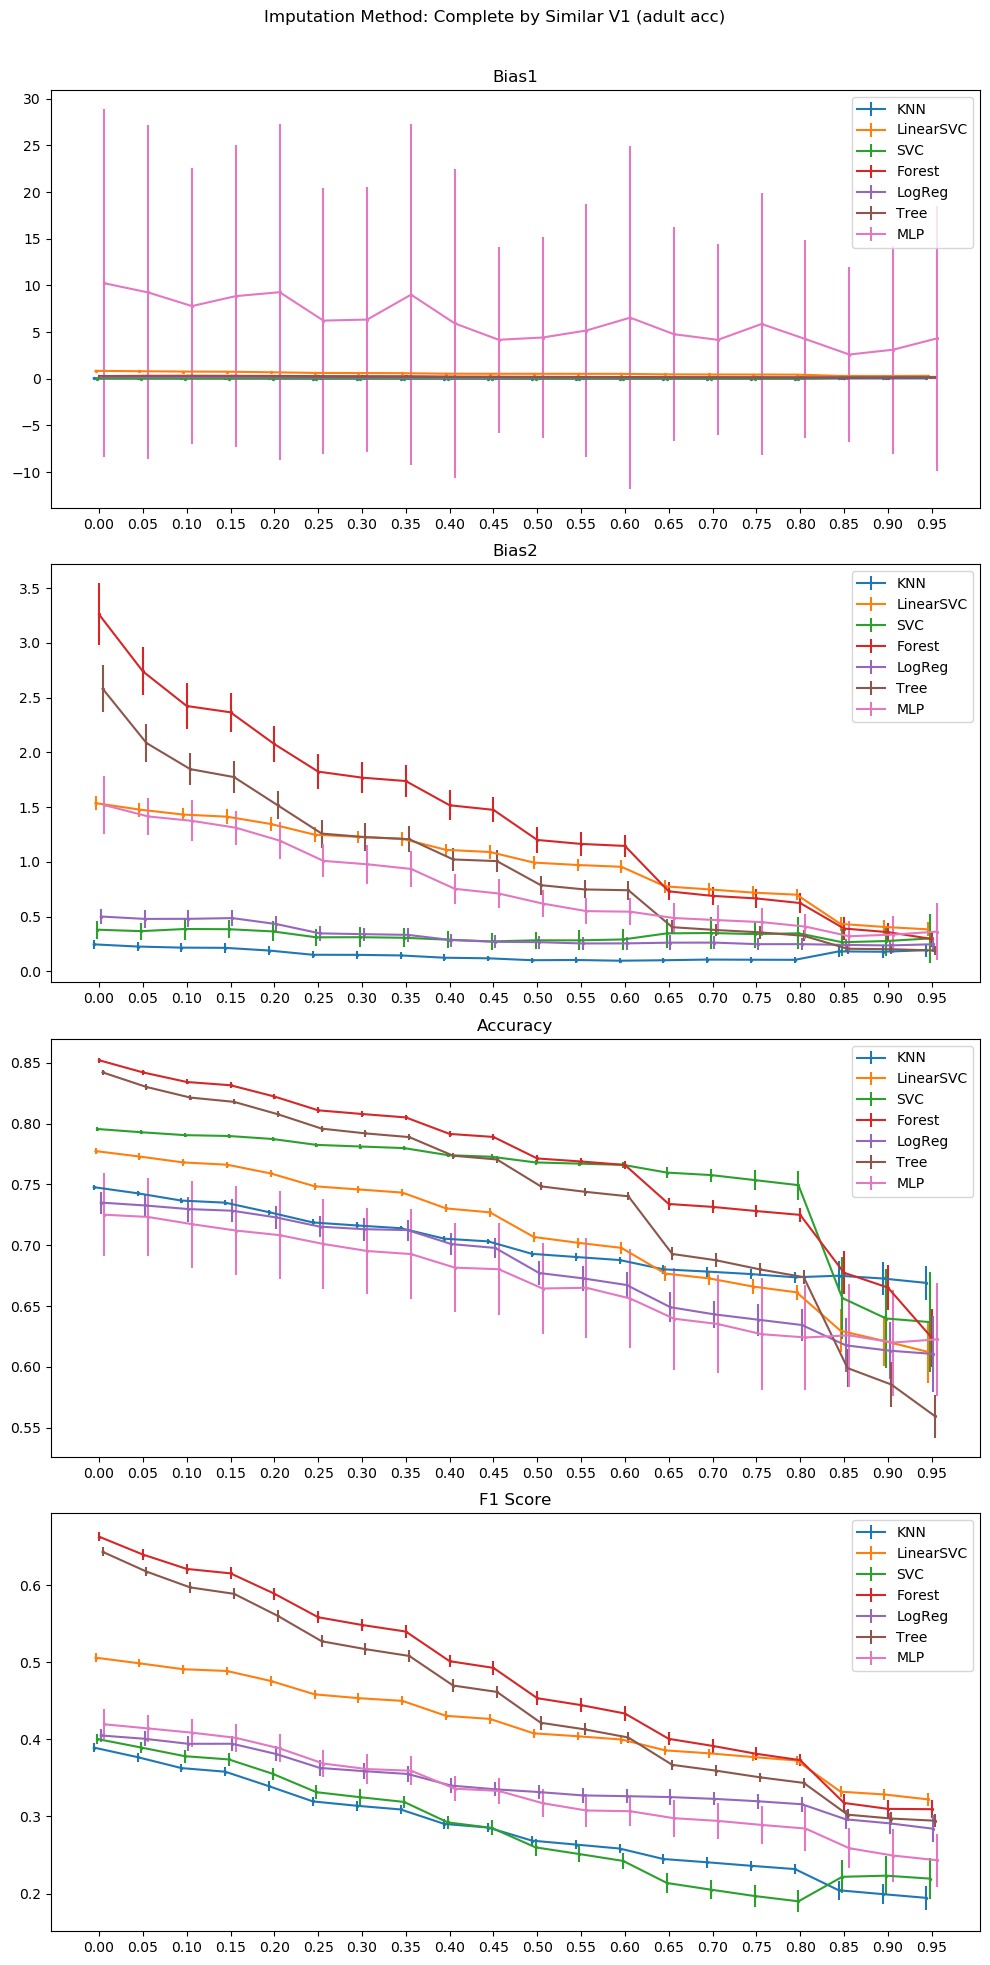 Imputation Method: Complete by Similar V1 (adult acc)
Bias1
30
25
20
15
10
5
0
−5
−10
KNN
LinearSVC
SVC
Forest
LogReg
Tree
MLP
0.00 0.05 0.10 0.15 0.20 0.25 0.30 0.35 0.40 0.45 0.50 0.55 0.60 0.65 0.70 0.75 0.80 0.85 0.90 0.95
Bias2
3.5
3.0
2.5
2.0
1.5
1.0
0.5
0.0
KNN
LinearSVC
SVC
Forest
LogReg
Tree
MLP
0.00 0.05 0.10 0.15 0.20 0.25 0.30 0.35 0.40 0.45 0.50 0.55 0.60 0.65 0.70 0.75 0.80 0.85 0.90 0.95
Accuracy
0.85
0.80
0.75
0.70
0.65
0.60
0.55
KNN
LinearSVC
SVC
Forest
LogReg
Tree
MLP
0.00 0.05 0.10 0.15 0.20 0.25 0.30 0.35 0.40 0.45 0.50 0.55 0.60 0.65 0.70 0.75 0.80 0.85 0.90 0.95
F1 Score
0.6
0.5
0.4
0.3
0.2
KNN
LinearSVC
SVC
Forest
LogReg
Tree
MLP
0.00 0.05 0.10 0.15 0.20 0.25 0.30 0.35 0.40 0.45 0.50 0.55 0.60 0.65 0.70 0.75 0.80 0.85 0.90 0.95